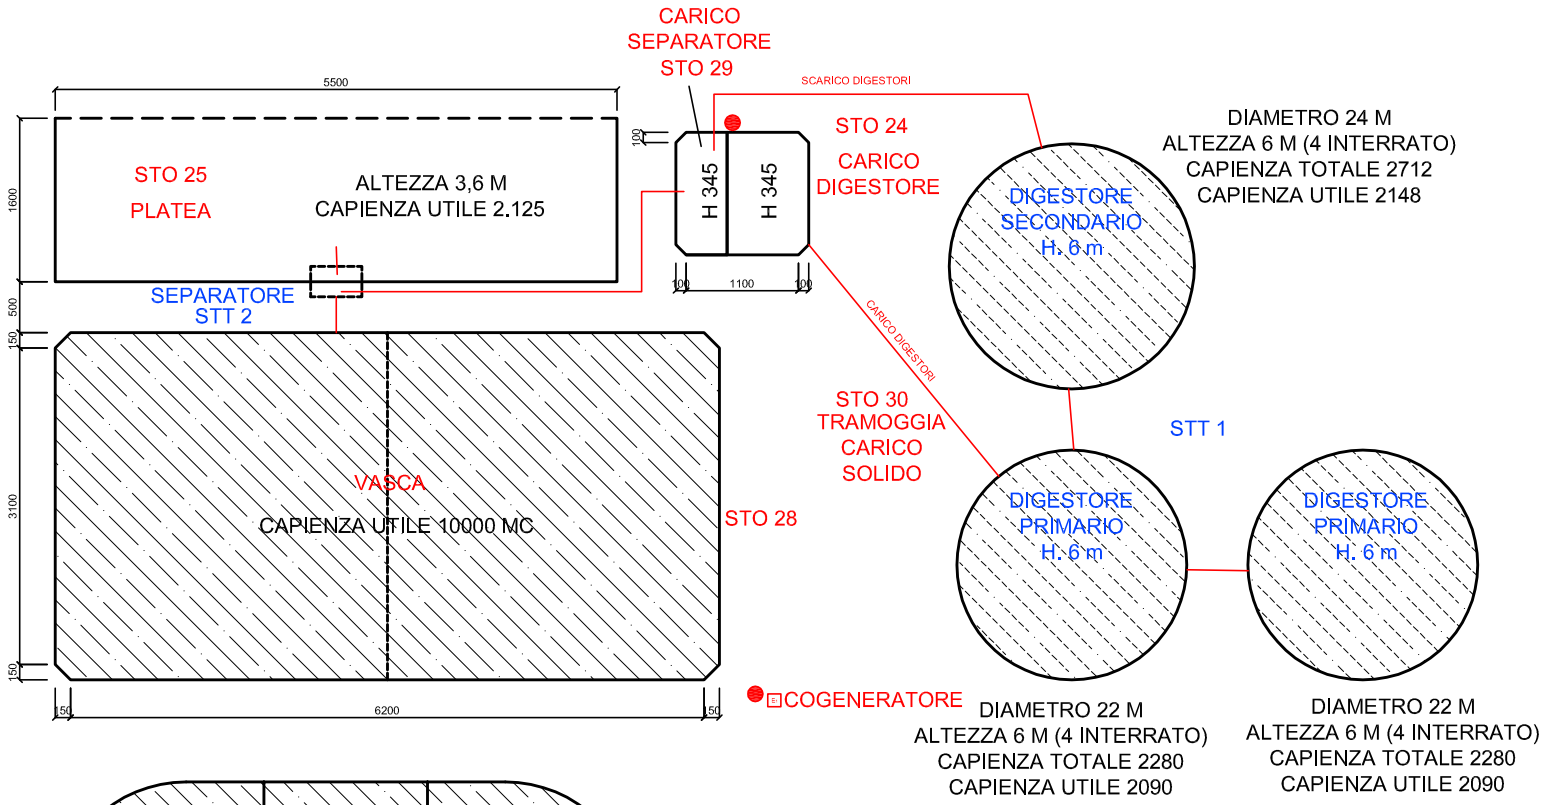 CARICO
SEPARATORE
STO 29
5500
SCARICO DIGESTORI
1600
STO 25
PLATEA
ALTEZZA 3,6 M
CAPIENZA UTILE 2.125
100
H 345
H 345
STO 24
CARICO
DIGESTORE
DIAMETRO 24 M
ALTEZZA 6 M (4 INTERRATO)
CAPIENZA TOTALE 2712
CAPIENZA UTILE 2148
DIGESTORE
SECONDARIO
H. 6 m
100
1100
100
500
SEPARATORE
STT 2
150
CARICO DIGESTORI
STO 30
TRAMOGGIA
CARICO
SOLIDO
STT 1
3100
VASCA
CAPIENZA UTILE 10000 MC
STO 28
DIGESTORE
PRIMARIO
H. 6 m
DIGESTORE
PRIMARIO
H. 6 m
150
150
6200
150
COGENERATORE
DIAMETRO 22 M
ALTEZZA 6 M (4 INTERRATO)
CAPIENZA TOTALE 2280
CAPIENZA UTILE 2090
DIAMETRO 22 M
ALTEZZA 6 M (4 INTERRATO)
CAPIENZA TOTALE 2280
CAPIENZA UTILE 2090